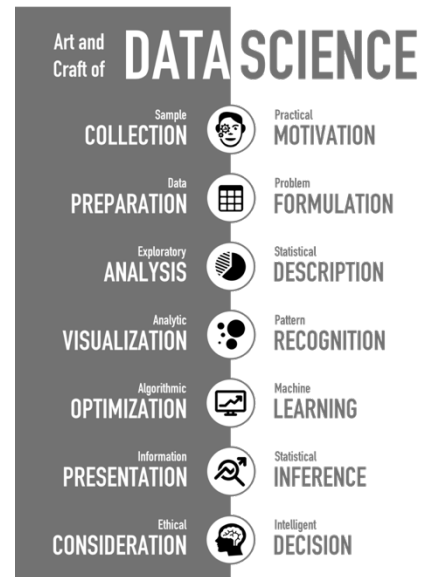 Art and
Craft of
DATA SCIENCE
Sample
COLLECTION
Practical
MOTIVATION
Data
PREPARATION
Problem
FORMULATION
Exploratory
ANALYSIS
Statistical
DESCRIPTION
Analytic
VISUALIZATION
Pattern
RECOGNITION
Algorithmic
OPTIMIZATION
Machine
LEARNING
Information
PRESENTATION
Statistical
INFERENCE
Ethical
CONSIDERATION
Intelligent
DECISION